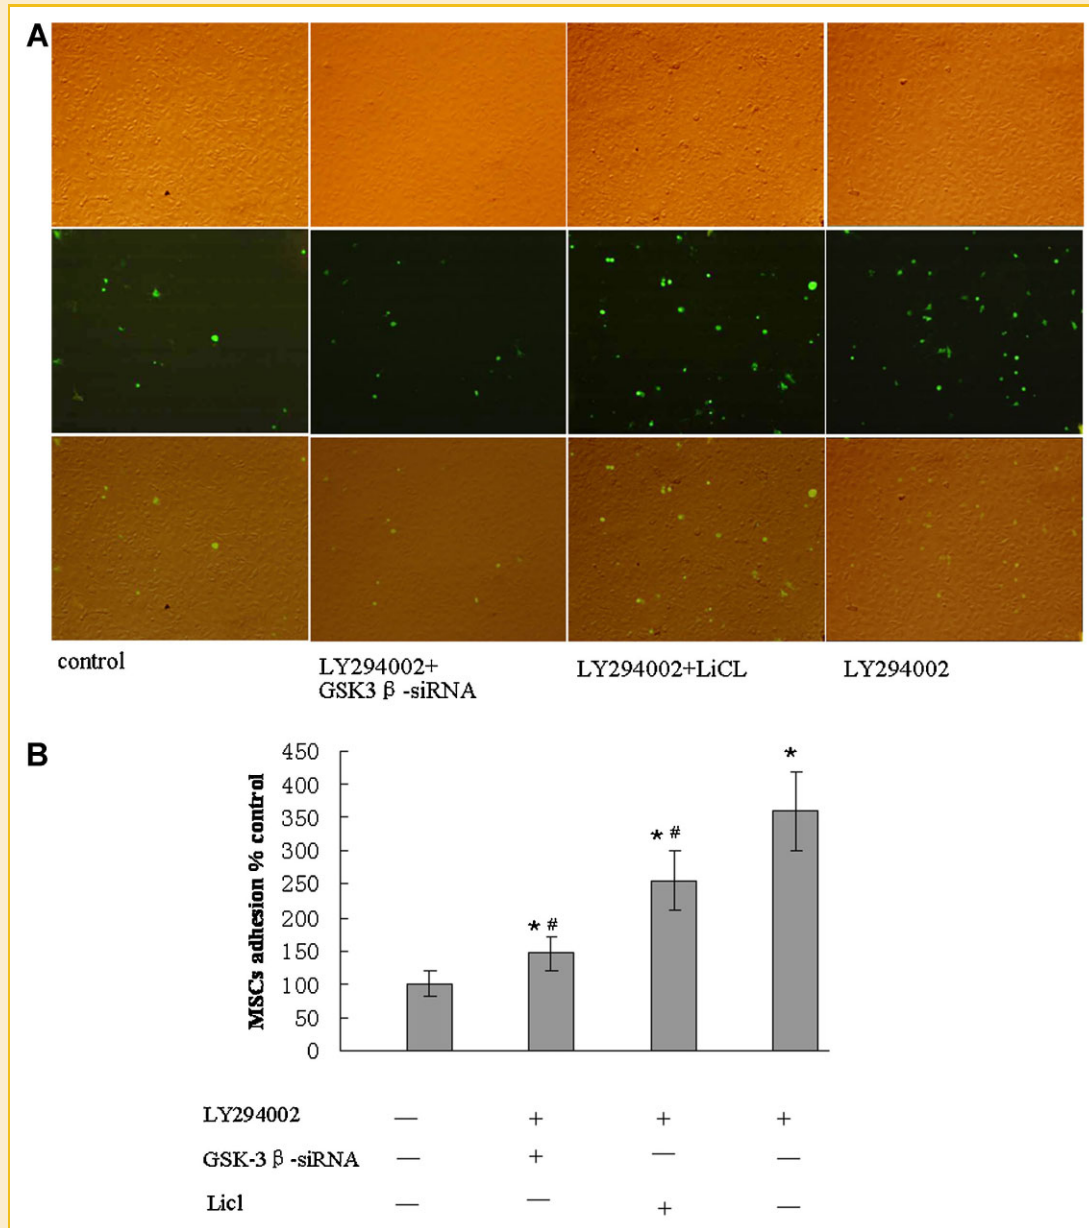 A
control
LY294002+
GSK3 β -siRNA
LY294002+LiCL
LY294002
B
MSCs adhesion % control
450
400
350
300
250
200
150
100
50
0
* #
* #
*
LY294002 — + + +
GSK-3 β -siRNA — + — —
Licl — — + —